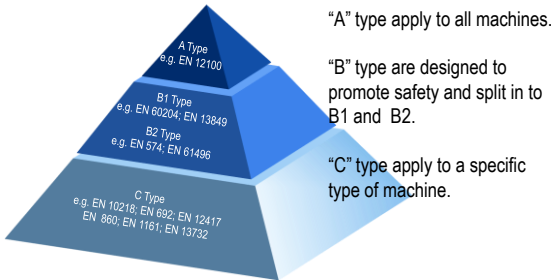 A Type
e.g. EN 12100
B1 Type
e.g. EN 60204; EN 13849
B2 Type
e.g. EN 574; EN 61496
C Type
e.g. EN 10218; EN 692; EN 12417
EN  860; EN 1161; EN 13732
“A” type apply to all machines.
“B” type are designed to
promote safety and split in to
B1 and  B2.
“C” type apply to a specific
type of machine.